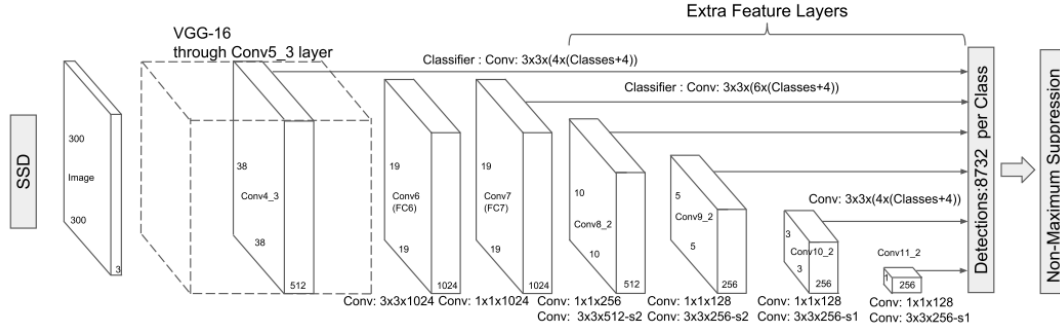 Extra Feature Layers
VGG-16
through Conv5_3 layer
Classifier : Conv: 3x3x(4x(Classes+4))
Classifier : Conv: 3x3x(6x(Classes+4))
SSD
300
Image
300
3
38
Conv4_3
38
512
19
Conv6
(FC6)
19
1024
19
Conv7
(FC7)
19
1024
10
Conv8_2
10
512
5
Conv9_2
5
256
Conv: 3x3x(4x(Classes+4))
3
Conv10_2
3
256
Conv11_2
1
256
Detections:8732 per Class
Non-Maximum Suppression
Conv: 3x3x1024
Conv: 1x1x1024
Conv: 1x1x256
Conv: 3x3x512-s2
Conv: 1x1x128
Conv: 3x3x256-s2
Conv: 1x1x128
Conv: 3x3x256-s1
Conv: 1x1x128
Conv: 3x3x256-s1